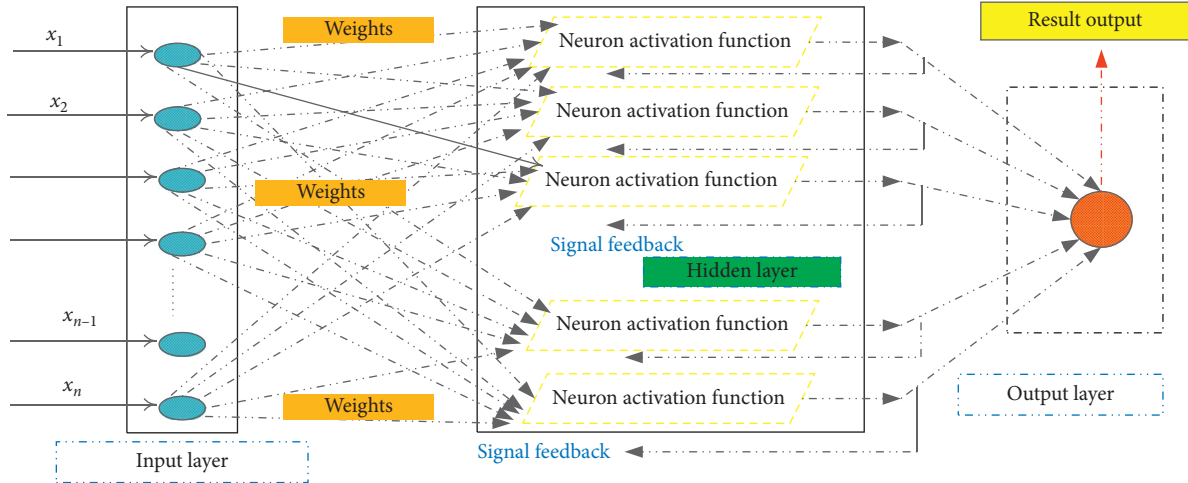 x1
Weights
Neuron activation function
Result output
x2
Neuron activation function
Weights
Neuron activation function
Signal feedback
Hidden layer
xn–1
Neuron activation function
xn
Weights
Neuron activation function
Output layer
Input layer
Signal feedback